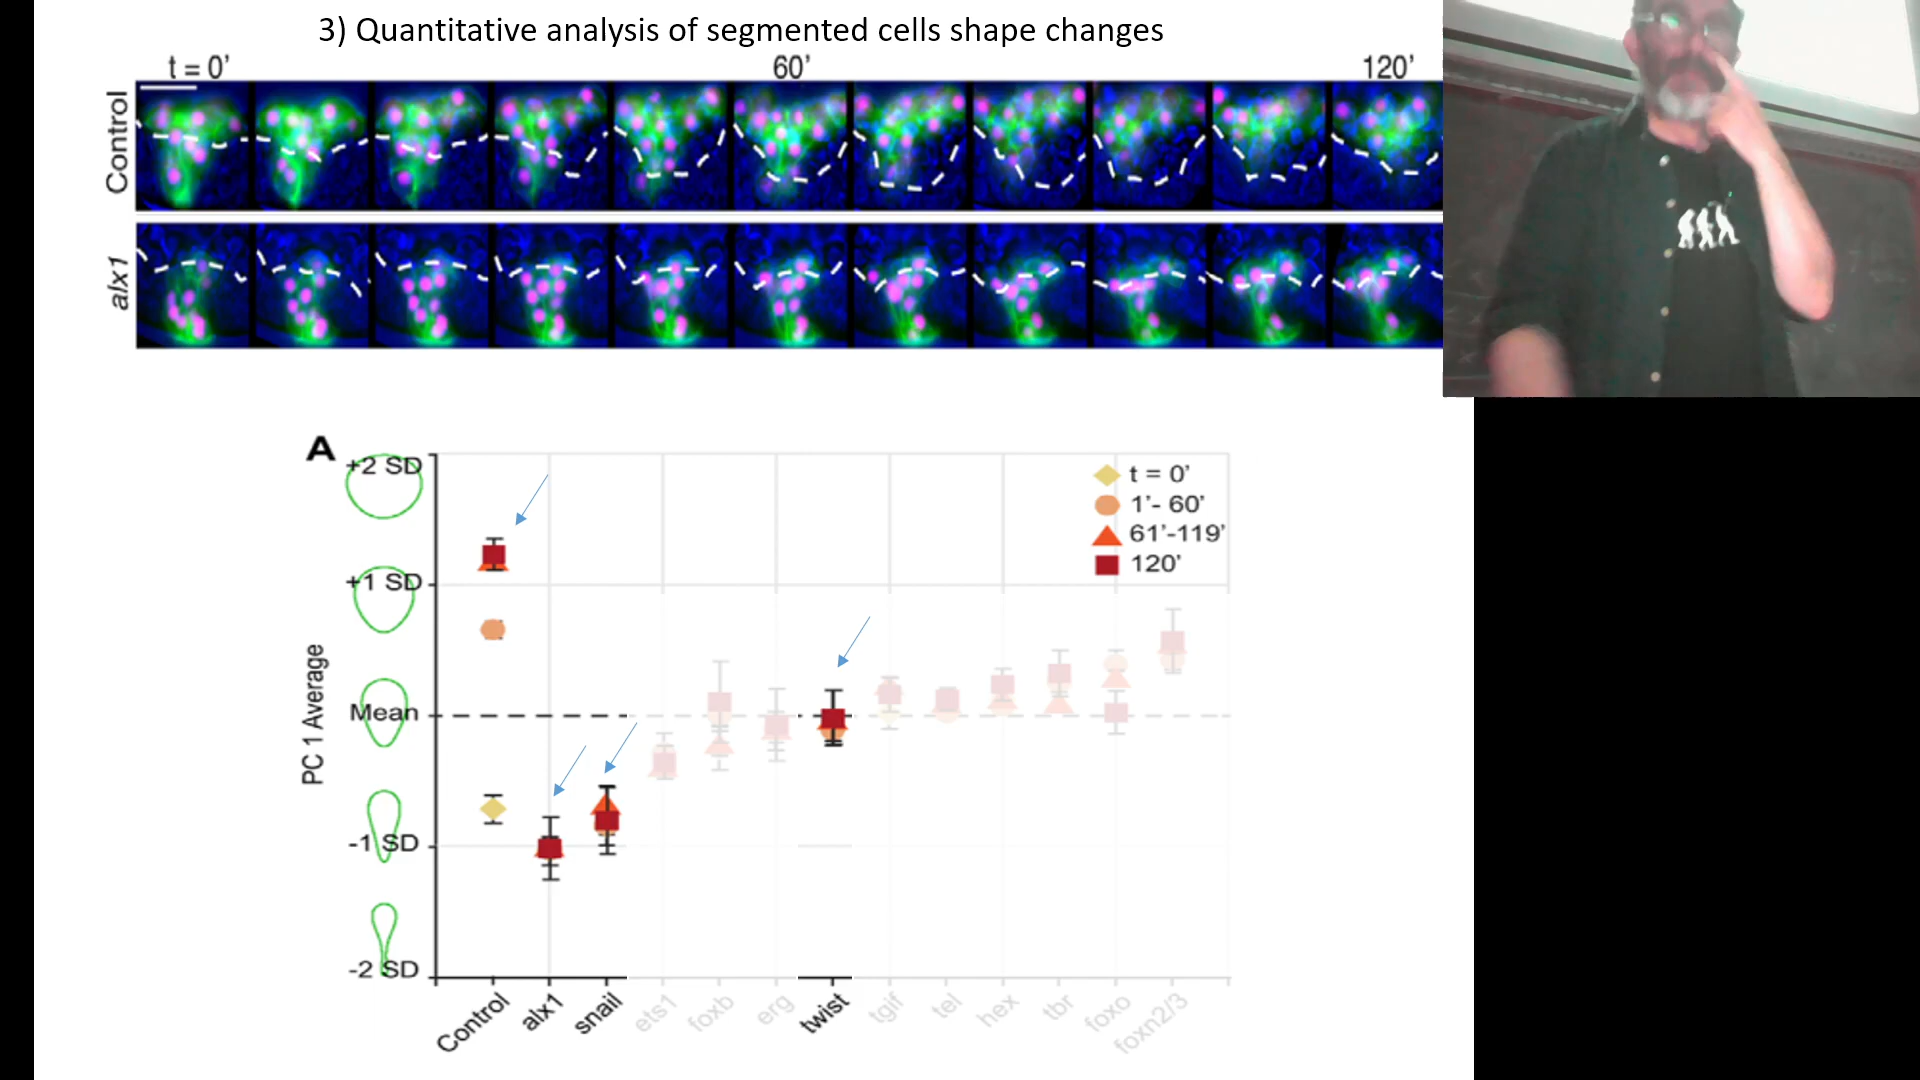 3) Quantitative analysis of segmented cells shape changes
t = 0’ 60’ 120’
Control
alx1
A
+2 SD
+1 SD
Mean
-1 SD
-2 SD
PC 1 Average
t = 0’
1’- 60’
61’-119’
120’
Control alx1 snail ets1 foxb erg twist tgif tel hex tbr foxo foxn2/3